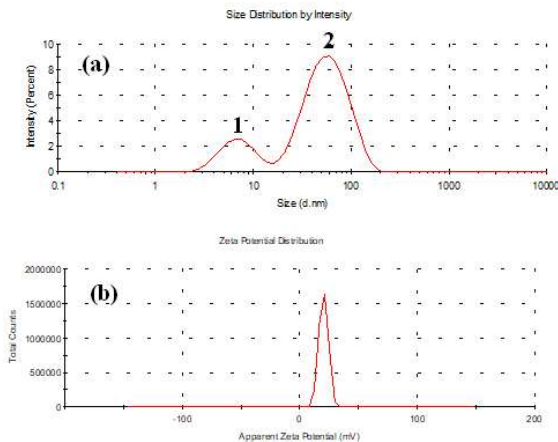 Size Distribution by Intensity
(a)
1
2
Intensity (Percent)
10
8
6
4
2
0
0.1 1 10 100 1000 10000
Size (d.nm)
Zeta Potential Distribution
(b)
Total Counts
2000000
1500000
1000000
500000
0
-100 0 100 200
Apparent Zeta Potential (mV)